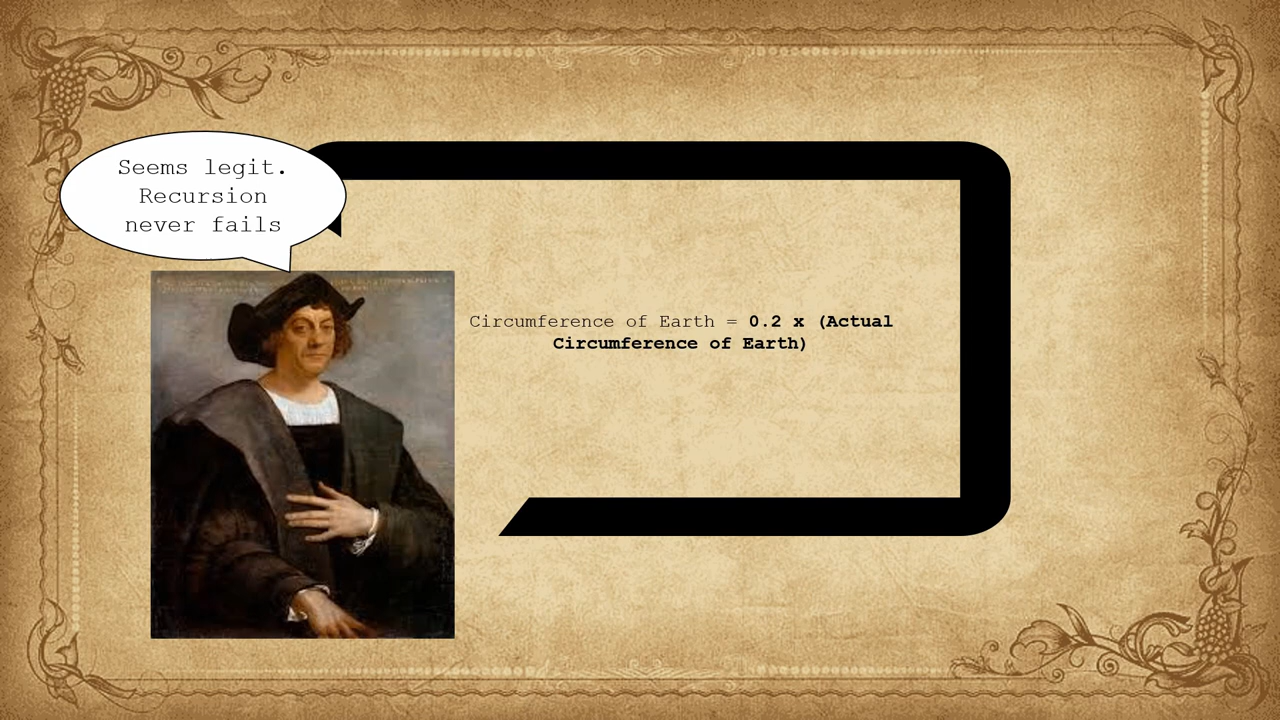 Seems legit.
Recursion
never fails
Circumference of Earth = 0.2 x (Actual
Circumference of Earth)